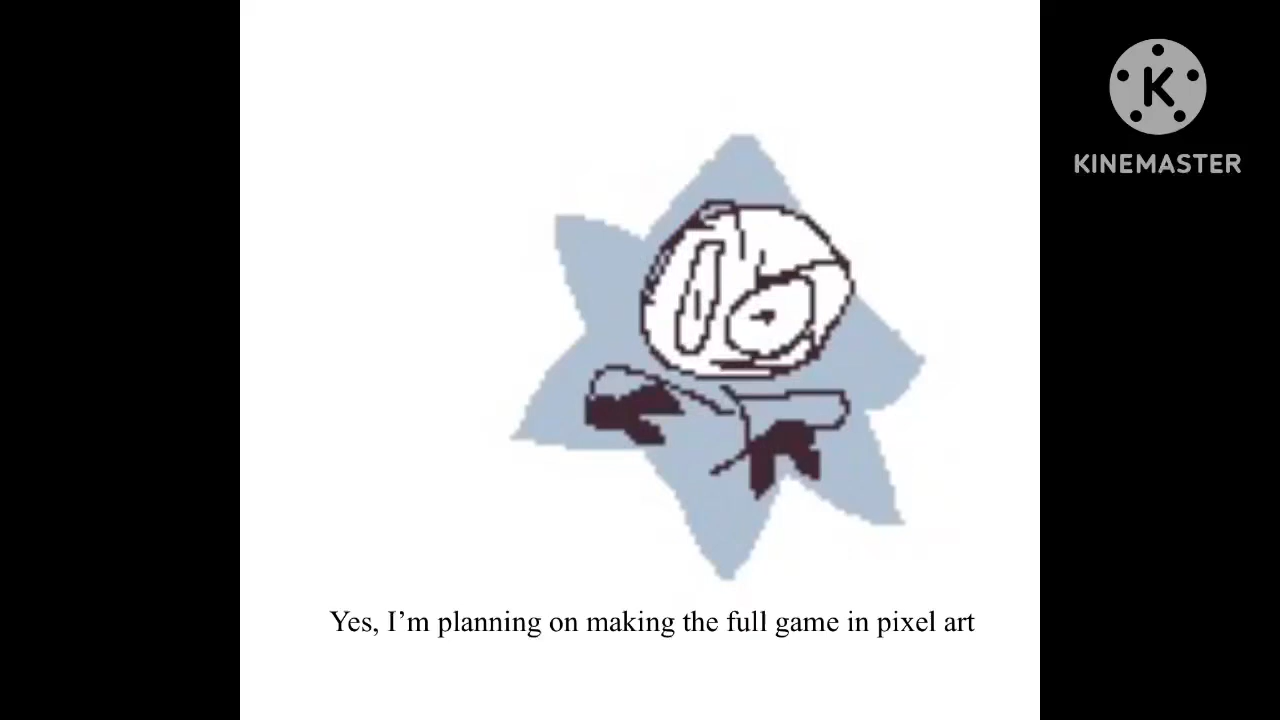 K
KINEMASTER
Yes, I’m planning on making the full game in pixel art